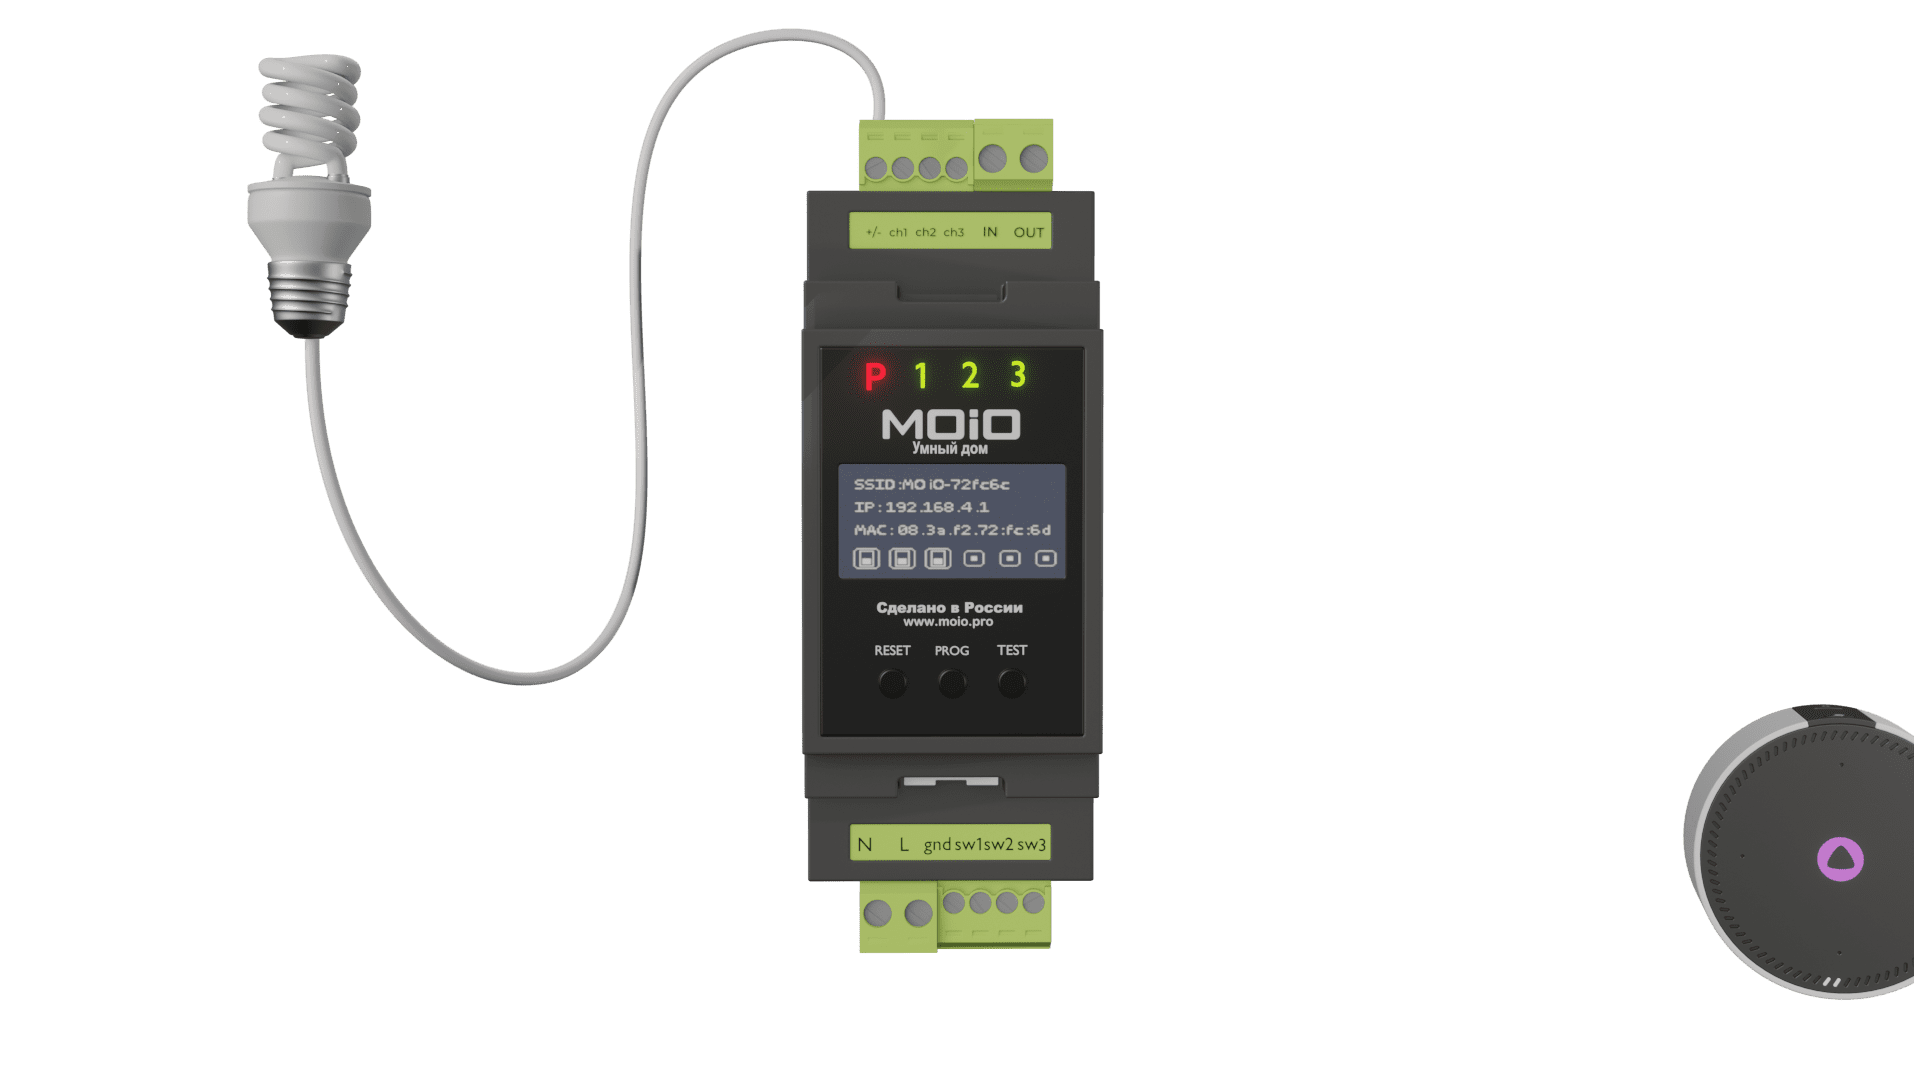 +/- ch1 ch2 ch3 IN OUT
P 1 2 3
MOiO
Умный дом
SSID:MOiO-72fc6c
IP:192.168.4.1
MAC:08.3a.f2.72:fc:6d
Сделано в России
www.moio.pro
RESET PROG TEST
N L gnd sw1 sw2 sw3